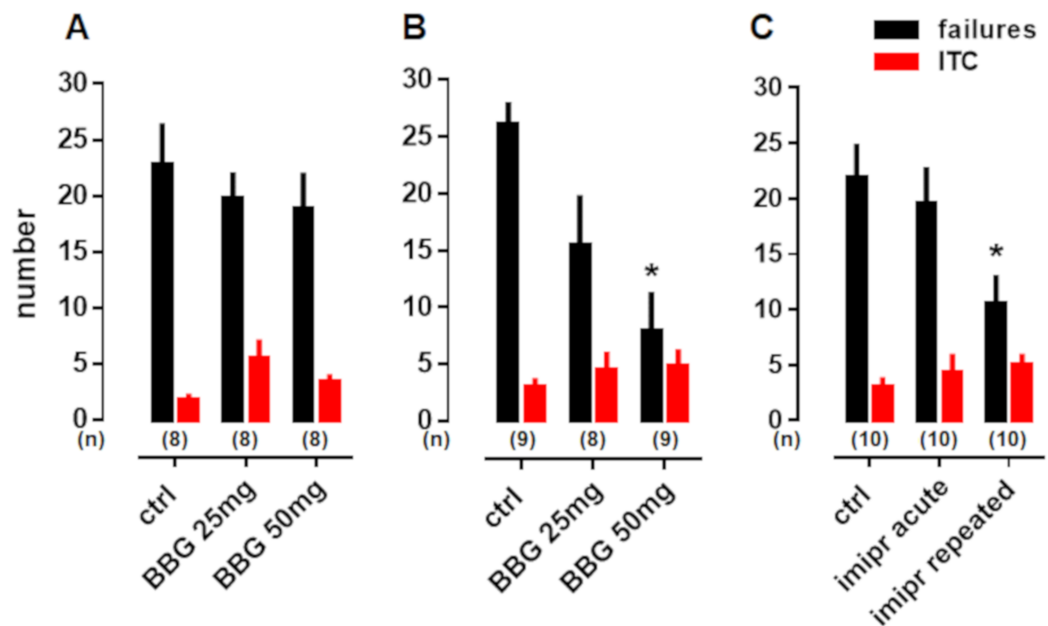 A
B
C
failures
ITC
number
30
25
20
15
10
5
0
(n)
(8)
(8)
(8)
ctrl
BBG 25mg
BBG 50mg
30
25
20
15
10
5
0
(n)
(9)
(8)
(9)
*
ctrl
BBG 25mg
BBG 50mg
30
25
20
15
10
5
0
(n)
(10)
(10)
(10)
*
ctrl
imipr acute
imipr repeated